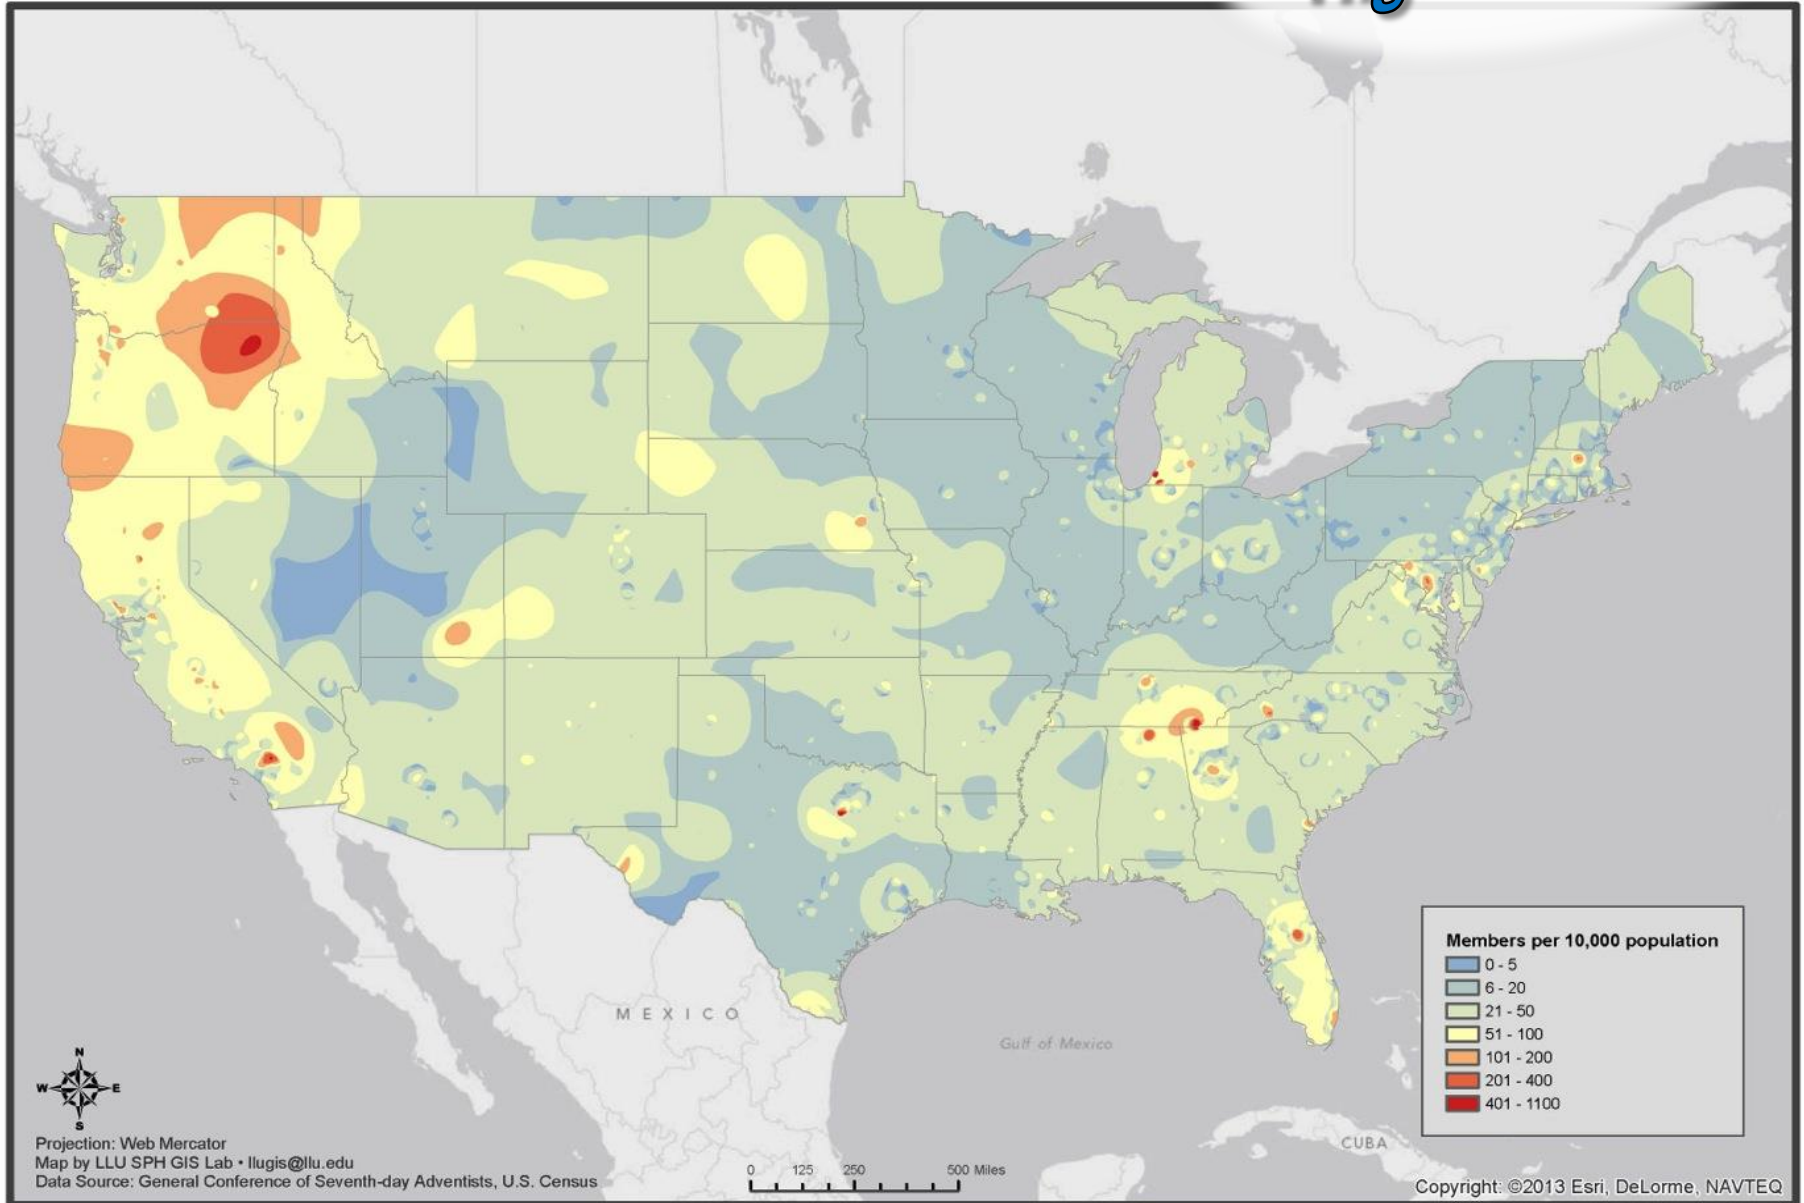 MEXICO
Gulf of Mexico
CUBA
Members per 10,000 population
0 - 5
6 - 20
21 - 50
51 - 100
101 - 200
201 - 400
401 - 1100
N
W E
S
Projection: Web Mercator
Map by LLU SPH GIS Lab • llugis@llu.edu
Data Source: General Conference of Seventh-day Adventists, U.S. Census
0 125 250 500 Miles
Copyright: ©2013 Esri, DeLorme, NAVTEQ